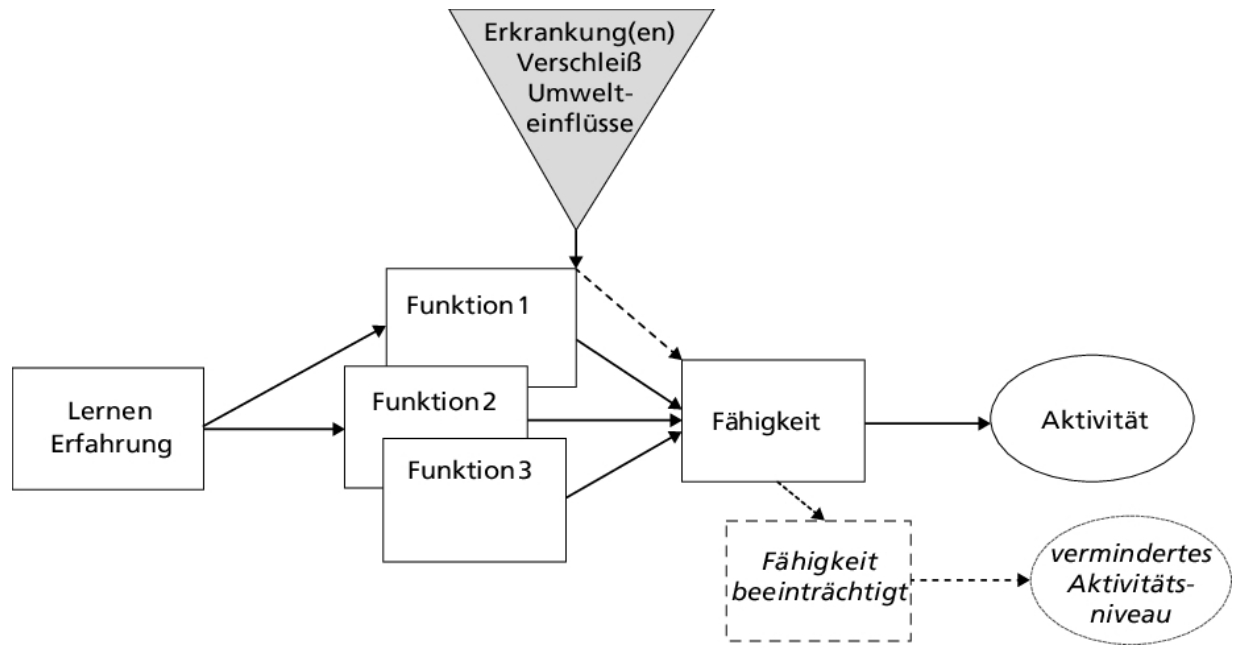 Erkrankung(en)
Verschleiß
Umwelt-
einflüsse
Funktion 1
Lernen
Erfahrung
Funktion 2
Funktion 3
Fähigkeit
Aktivität
Fähigkeit
beeinträchtigt
vermindertes
Aktivitäts-
niveau